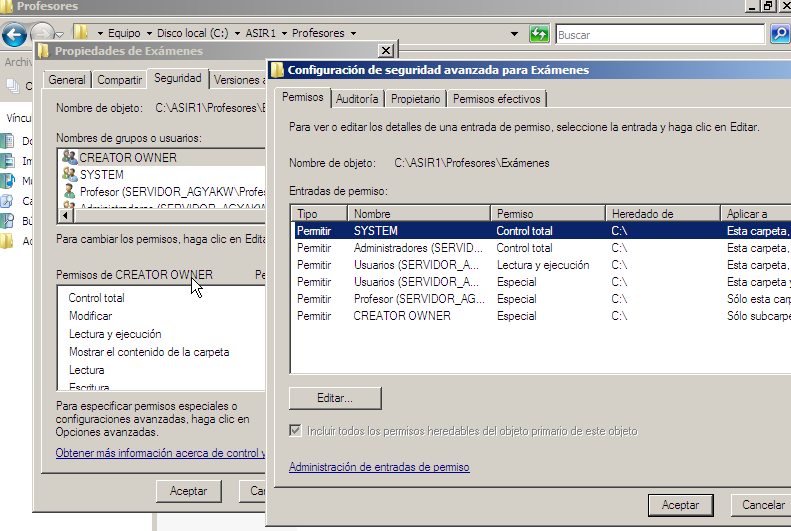 Profesores
Equipo ▸ Disco local (C:) ▸ ASIR1 ▸ Profesores
Buscar
Propiedades de Exámenes
General Compartir Seguridad Versiones a
Nombre de objeto: C:\ASIR1\Profesores\E
Nombres de grupos o usuarios:
CREATOR OWNER
SYSTEM
Profesor (SERVIDOR_AGYAKW\Profes
Administradores (SERVIDOR_AGYAKW
Para cambiar los permisos, haga clic en Edita
Permisos de CREATOR OWNER Pe
Control total
Modificar
Lectura y ejecución
Mostrar el contenido de la carpeta
Lectura
Escritura
Para especificar permisos especiales o
configuraciones avanzadas, haga clic en
Opciones avanzadas.
Obtener más información acerca de control y
Aceptar Can
Configuración de seguridad avanzada para Exámenes
Permisos Auditoría Propietario Permisos efectivos
Para ver o editar los detalles de una entrada de permiso, seleccione la entrada y haga clic en Editar.
Nombre de objeto: C:\ASIR1\Profesores\Exámenes
Entradas de permiso:
Tipo Nombre Permiso Heredado de Aplicar a
Permitir SYSTEM Control total C:\ Esta carpeta,
Permitir Administradores (SERVID... Control total C:\ Esta carpeta,
Permitir Usuarios (SERVIDOR_A... Lectura y ejecución C:\ Esta carpeta,
Permitir Usuarios (SERVIDOR_A... Especial C:\ Esta carpeta y
Permitir Profesor (SERVIDOR_AG... Especial C:\ Sólo esta carp
Permitir CREATOR OWNER Especial C:\ Sólo subcarpe
Editar...
Incluir todos los permisos heredables del objeto primario de este objeto
Administración de entradas de permiso
Aceptar Cancelar